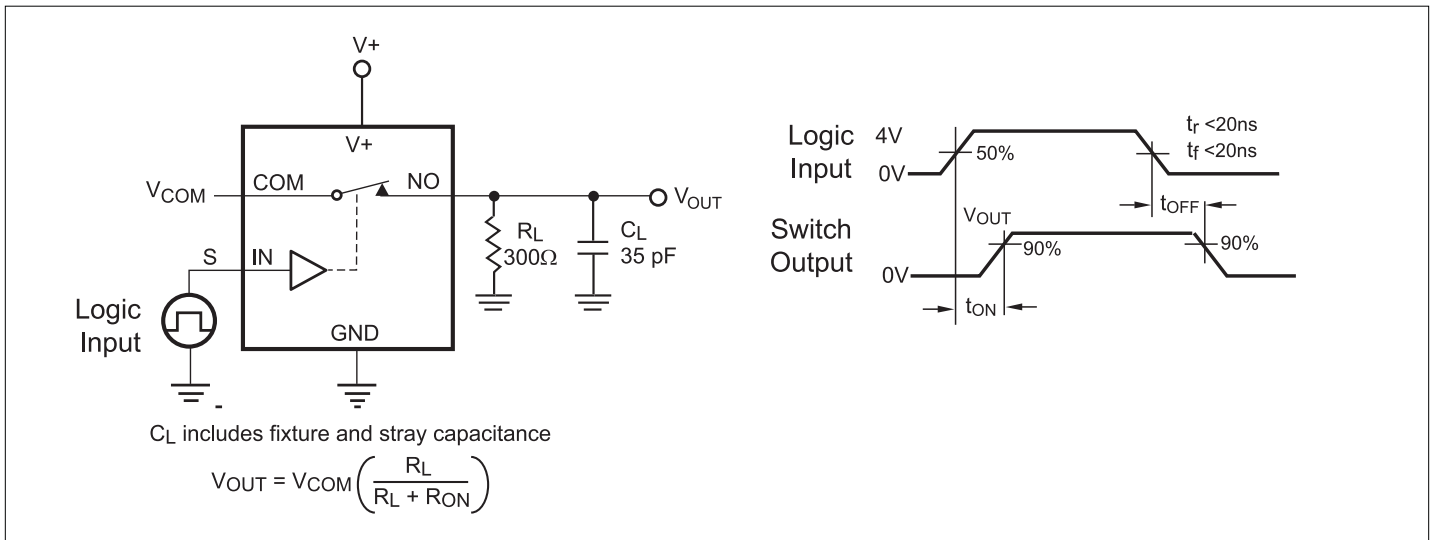 V+
V+
VCOM
COM
NO
VOUT
RL
300Ω
CL
35 pF
S
IN
Logic
Input
GND
CL includes fixture and stray capacitance
VOUT = VCOM ( RL / RL + RON )
Logic
Input
4V
0V
50%
tr <20ns
tf <20ns
tOFF
Switch
Output
VOUT
0V
90%
90%
tON